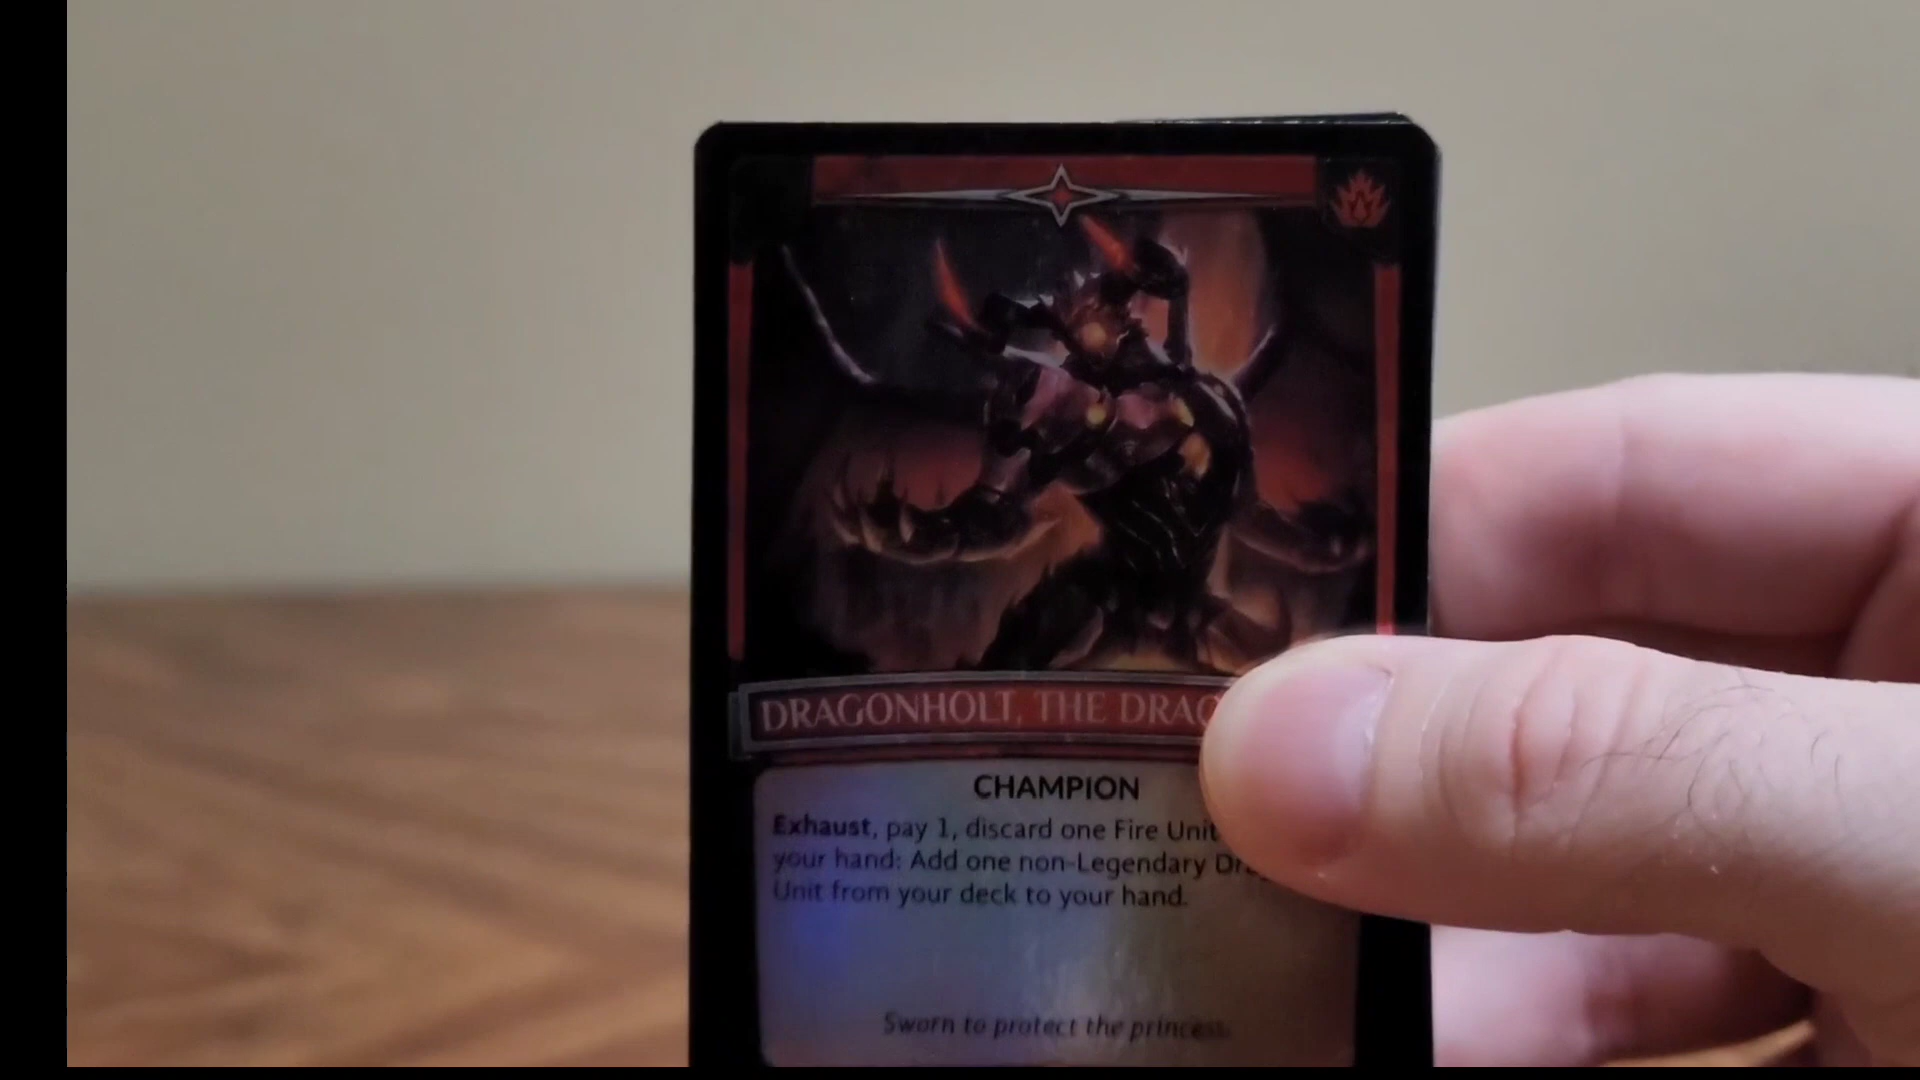 DRAGONHOLT, THE
CHAMPION
Exhaust, pay 1, discard one Fire Unit
your hand: Add one non-Legendary
Unit from your deck to your hand.
Sworn to protect the princess.